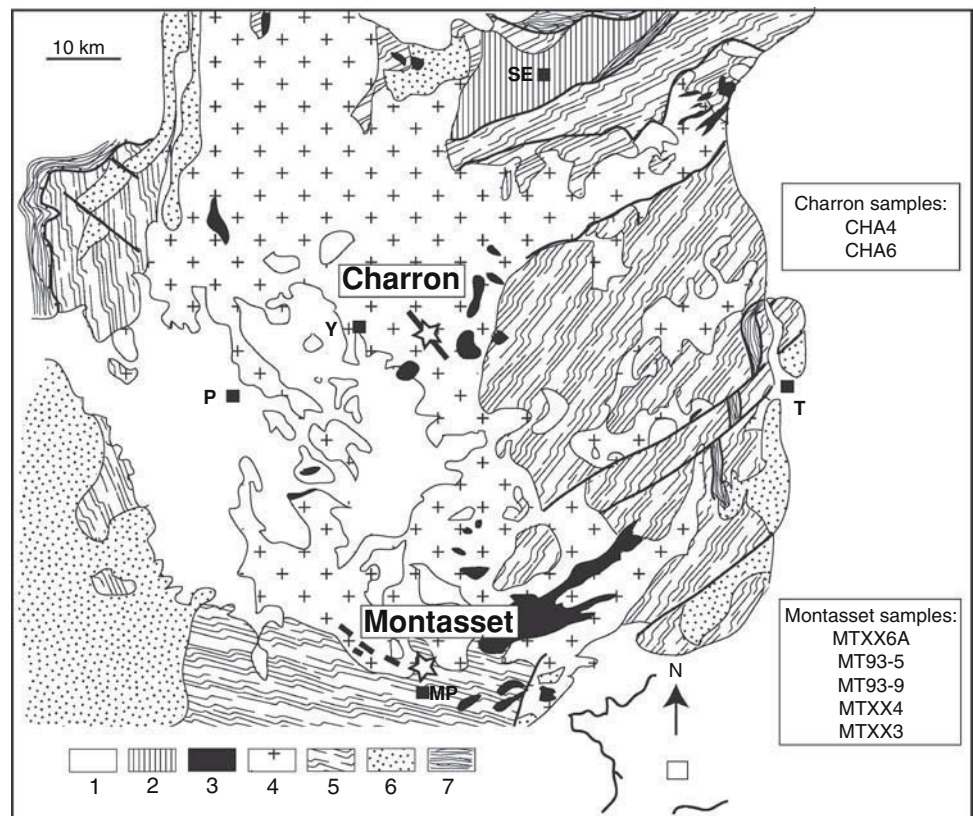 10 km
SE
Charron samples:
CHA4
CHA6
Charron
Y
P
T
Montasset
Montasset samples:
MTXX6A
MT93-5
MT93-9
MTXX4
MTXX3
MP
N
1 2 3 4 5 6 7